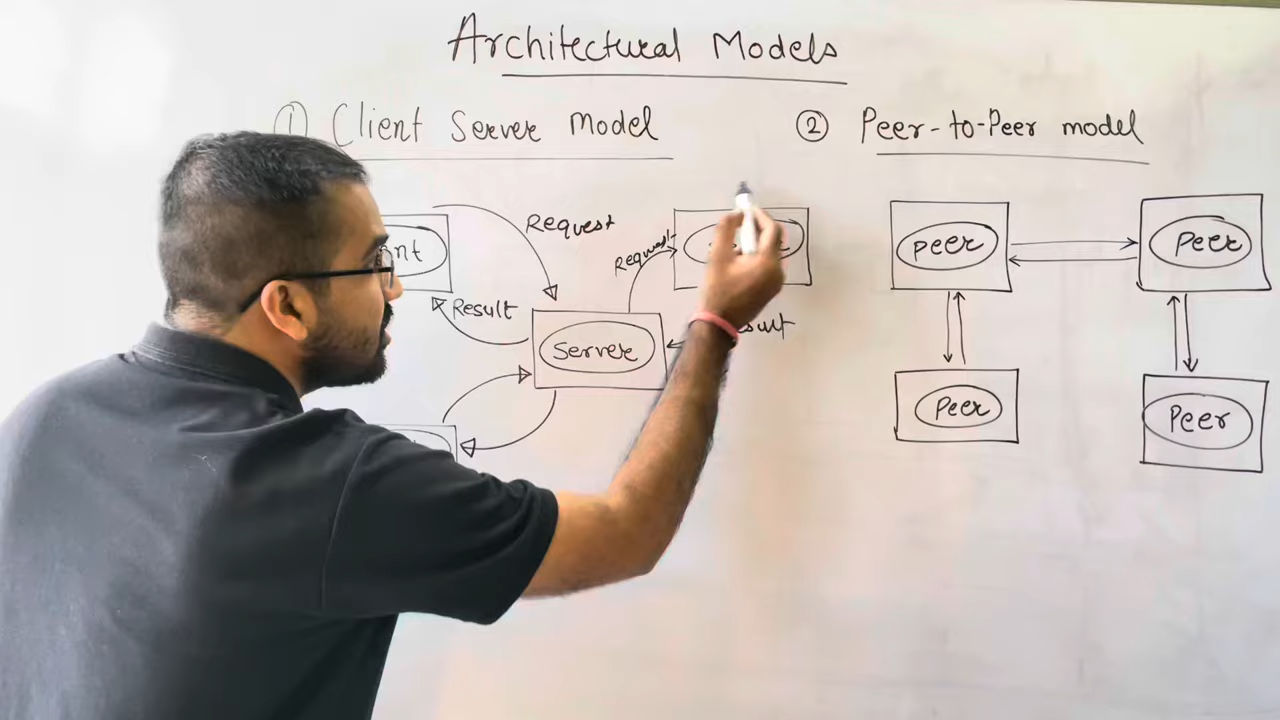 Architectural Models
① Client Server Model
② Peer-to-Peer model
Request
Request
Result
Server
peer
Peer
Peer
Peer